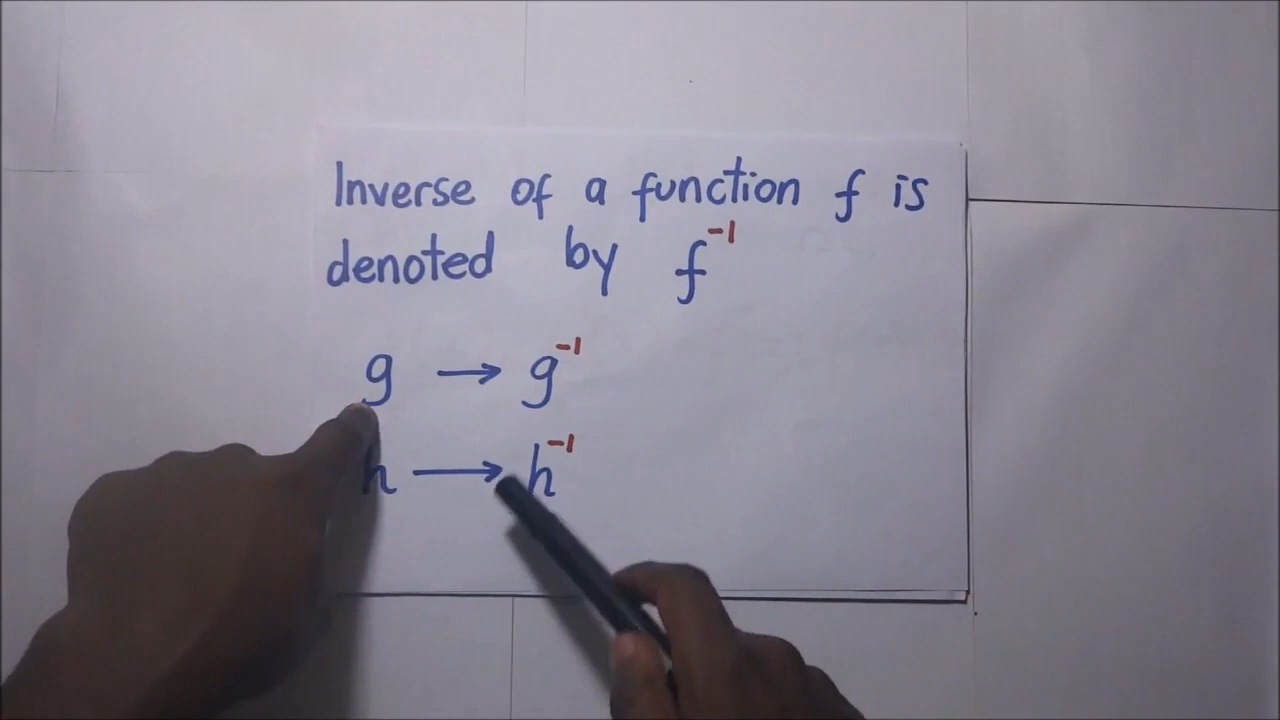 Inverse of a function f is
denoted by f⁻¹
g → g⁻¹
h → h⁻¹